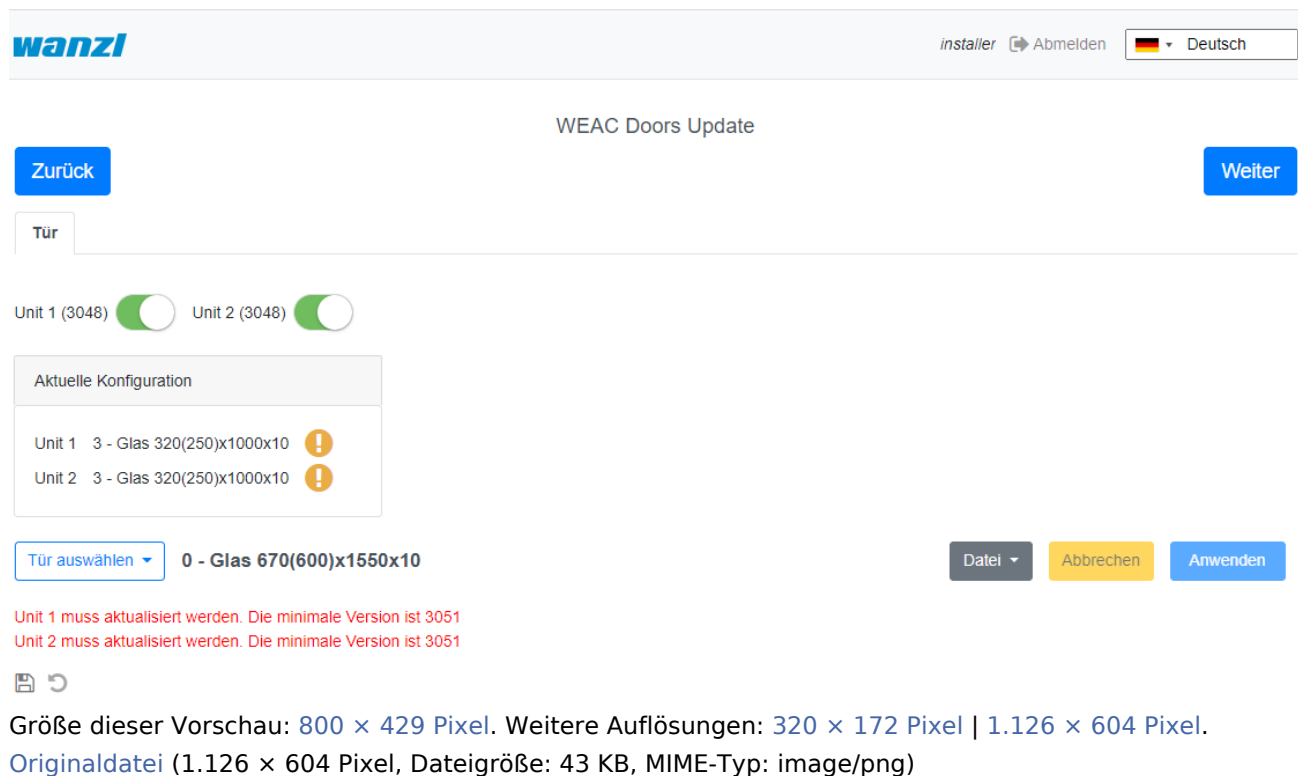 wanzl
installer Abmelden Deutsch
WEAC Doors Update
Zurück Weiter
Tür
Unit 1 (3048) Unit 2 (3048)
Aktuelle Konfiguration
Unit 1 3 - Glas 320(250)x1000x10
Unit 2 3 - Glas 320(250)x1000x10
Tür auswählen 0 - Glas 670(600)x1550x10 Datei Abbrechen Anwenden
Unit 1 muss aktualisiert werden. Die minimale Version ist 3051
Unit 2 muss aktualisiert werden. Die minimale Version ist 3051
Größe dieser Vorschau: 800 × 429 Pixel. Weitere Auflösungen: 320 × 172 Pixel | 1.126 × 604 Pixel.
Originaldatei (1.126 × 604 Pixel, Dateigröße: 43 KB, MIME-Typ: image/png)